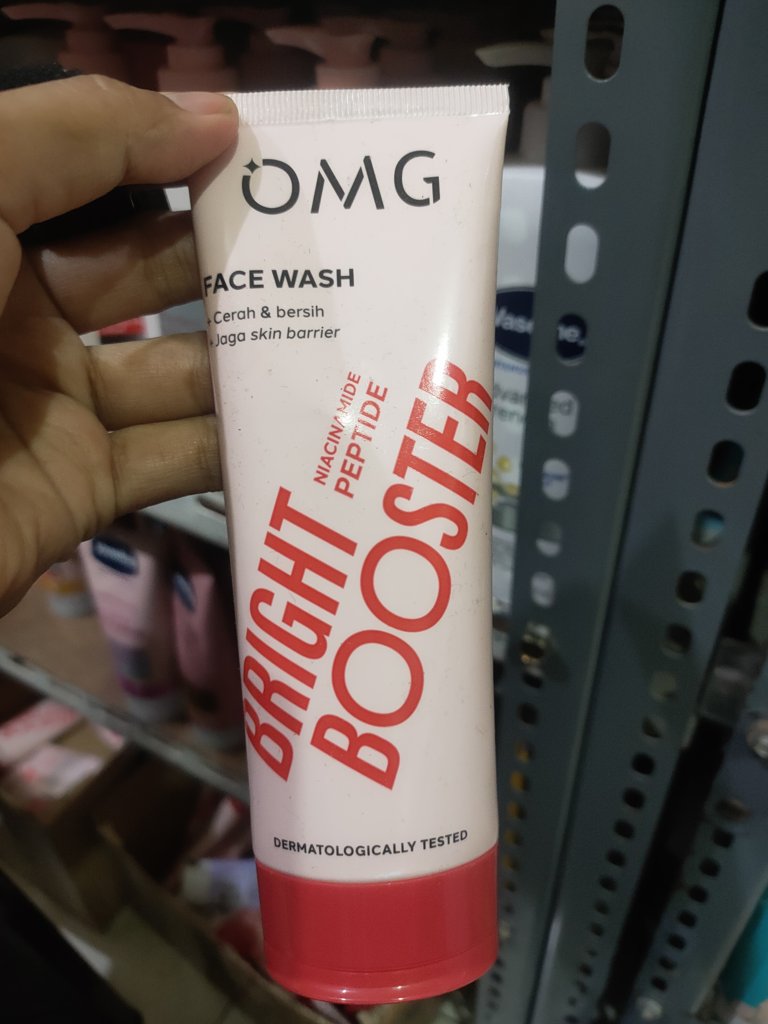 OMG
FACE WASH
Cerah & bersih
Jaga skin barrier
NIACINAMIDE
PEPTIDE
BRIGHT
BOOSTER
DERMATOLOGICALLY TESTED